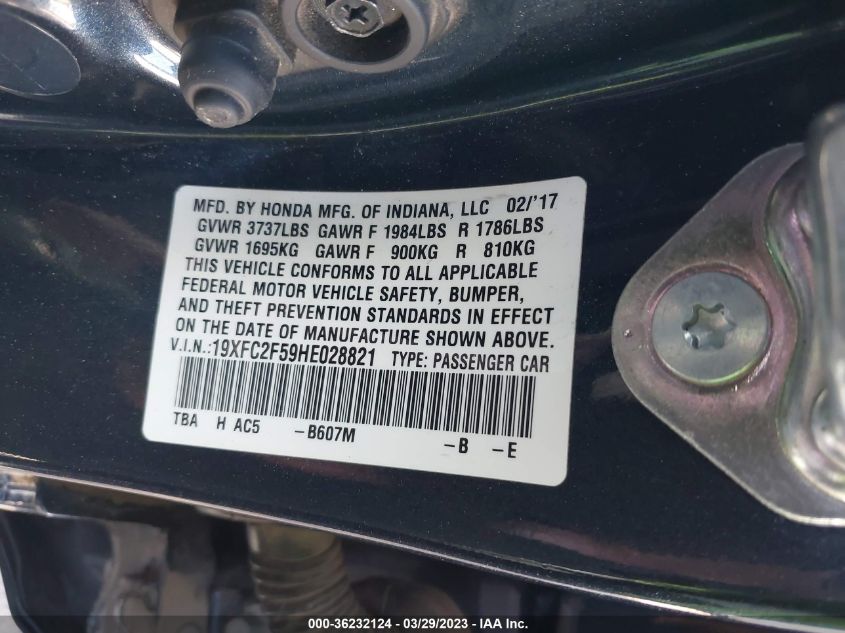 MFD. BY HONDA MFG. OF INDIANA, LLC 02/'17
GVWR 3737LBS GAWR F 1984LBS R 1786LBS
GVWR 1695KG GAWR F 900KG R 810KG
THIS VEHICLE CONFORMS TO ALL APPLICABLE
FEDERAL MOTOR VEHICLE SAFETY, BUMPER,
AND THEFT PREVENTION STANDARDS IN EFFECT
ON THE DATE OF MANUFACTURE SHOWN ABOVE.
V.I.N.:19XFC2F59HE028821 TYPE: PASSENGER CAR
TBA H AC5 -B607M -B -E
000-36232124 - 03/29/2023 - IAA Inc.